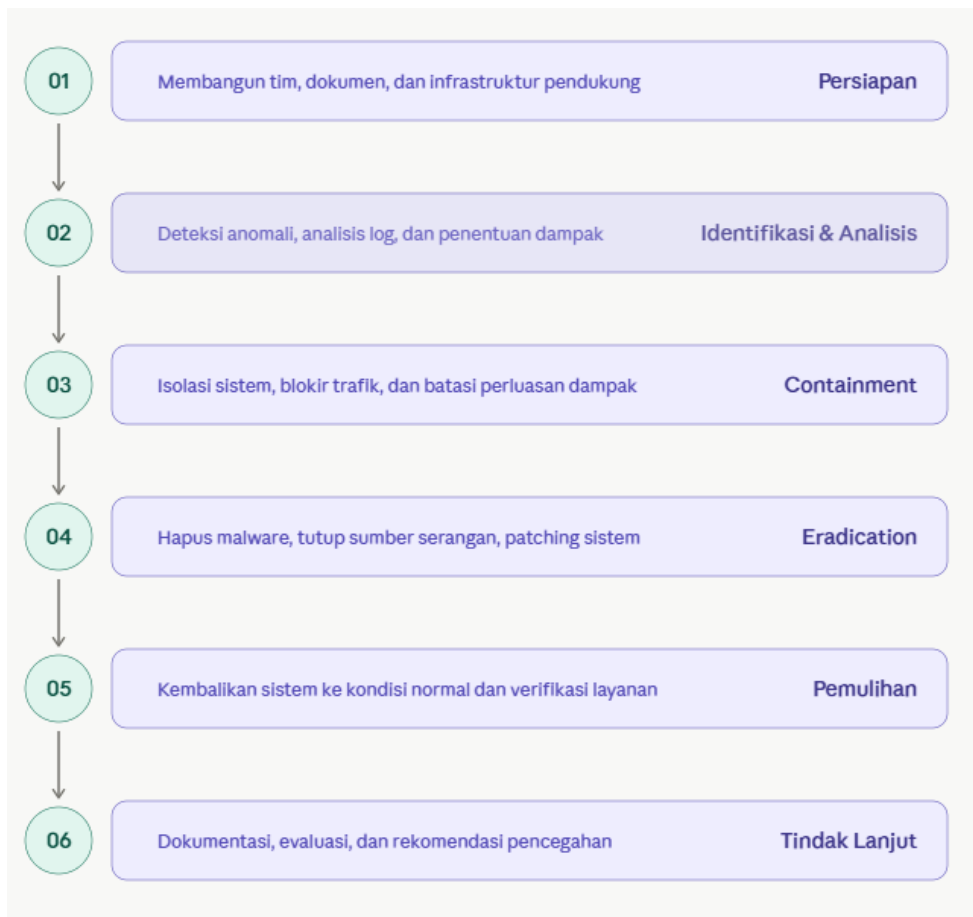 01
Membangun tim, dokumen, dan infrastruktur pendukung
Persiapan
02
Deteksi anomali, analisis log, dan penentuan dampak
Identifikasi & Analisis
03
Isolasi sistem, blokir trafik, dan batasi perluasan dampak
Containment
04
Hapus malware, tutup sumber serangan, patching sistem
Eradication
05
Kembalikan sistem ke kondisi normal dan verifikasi layanan
Pemulihan
06
Dokumentasi, evaluasi, dan rekomendasi pencegahan
Tindak Lanjut